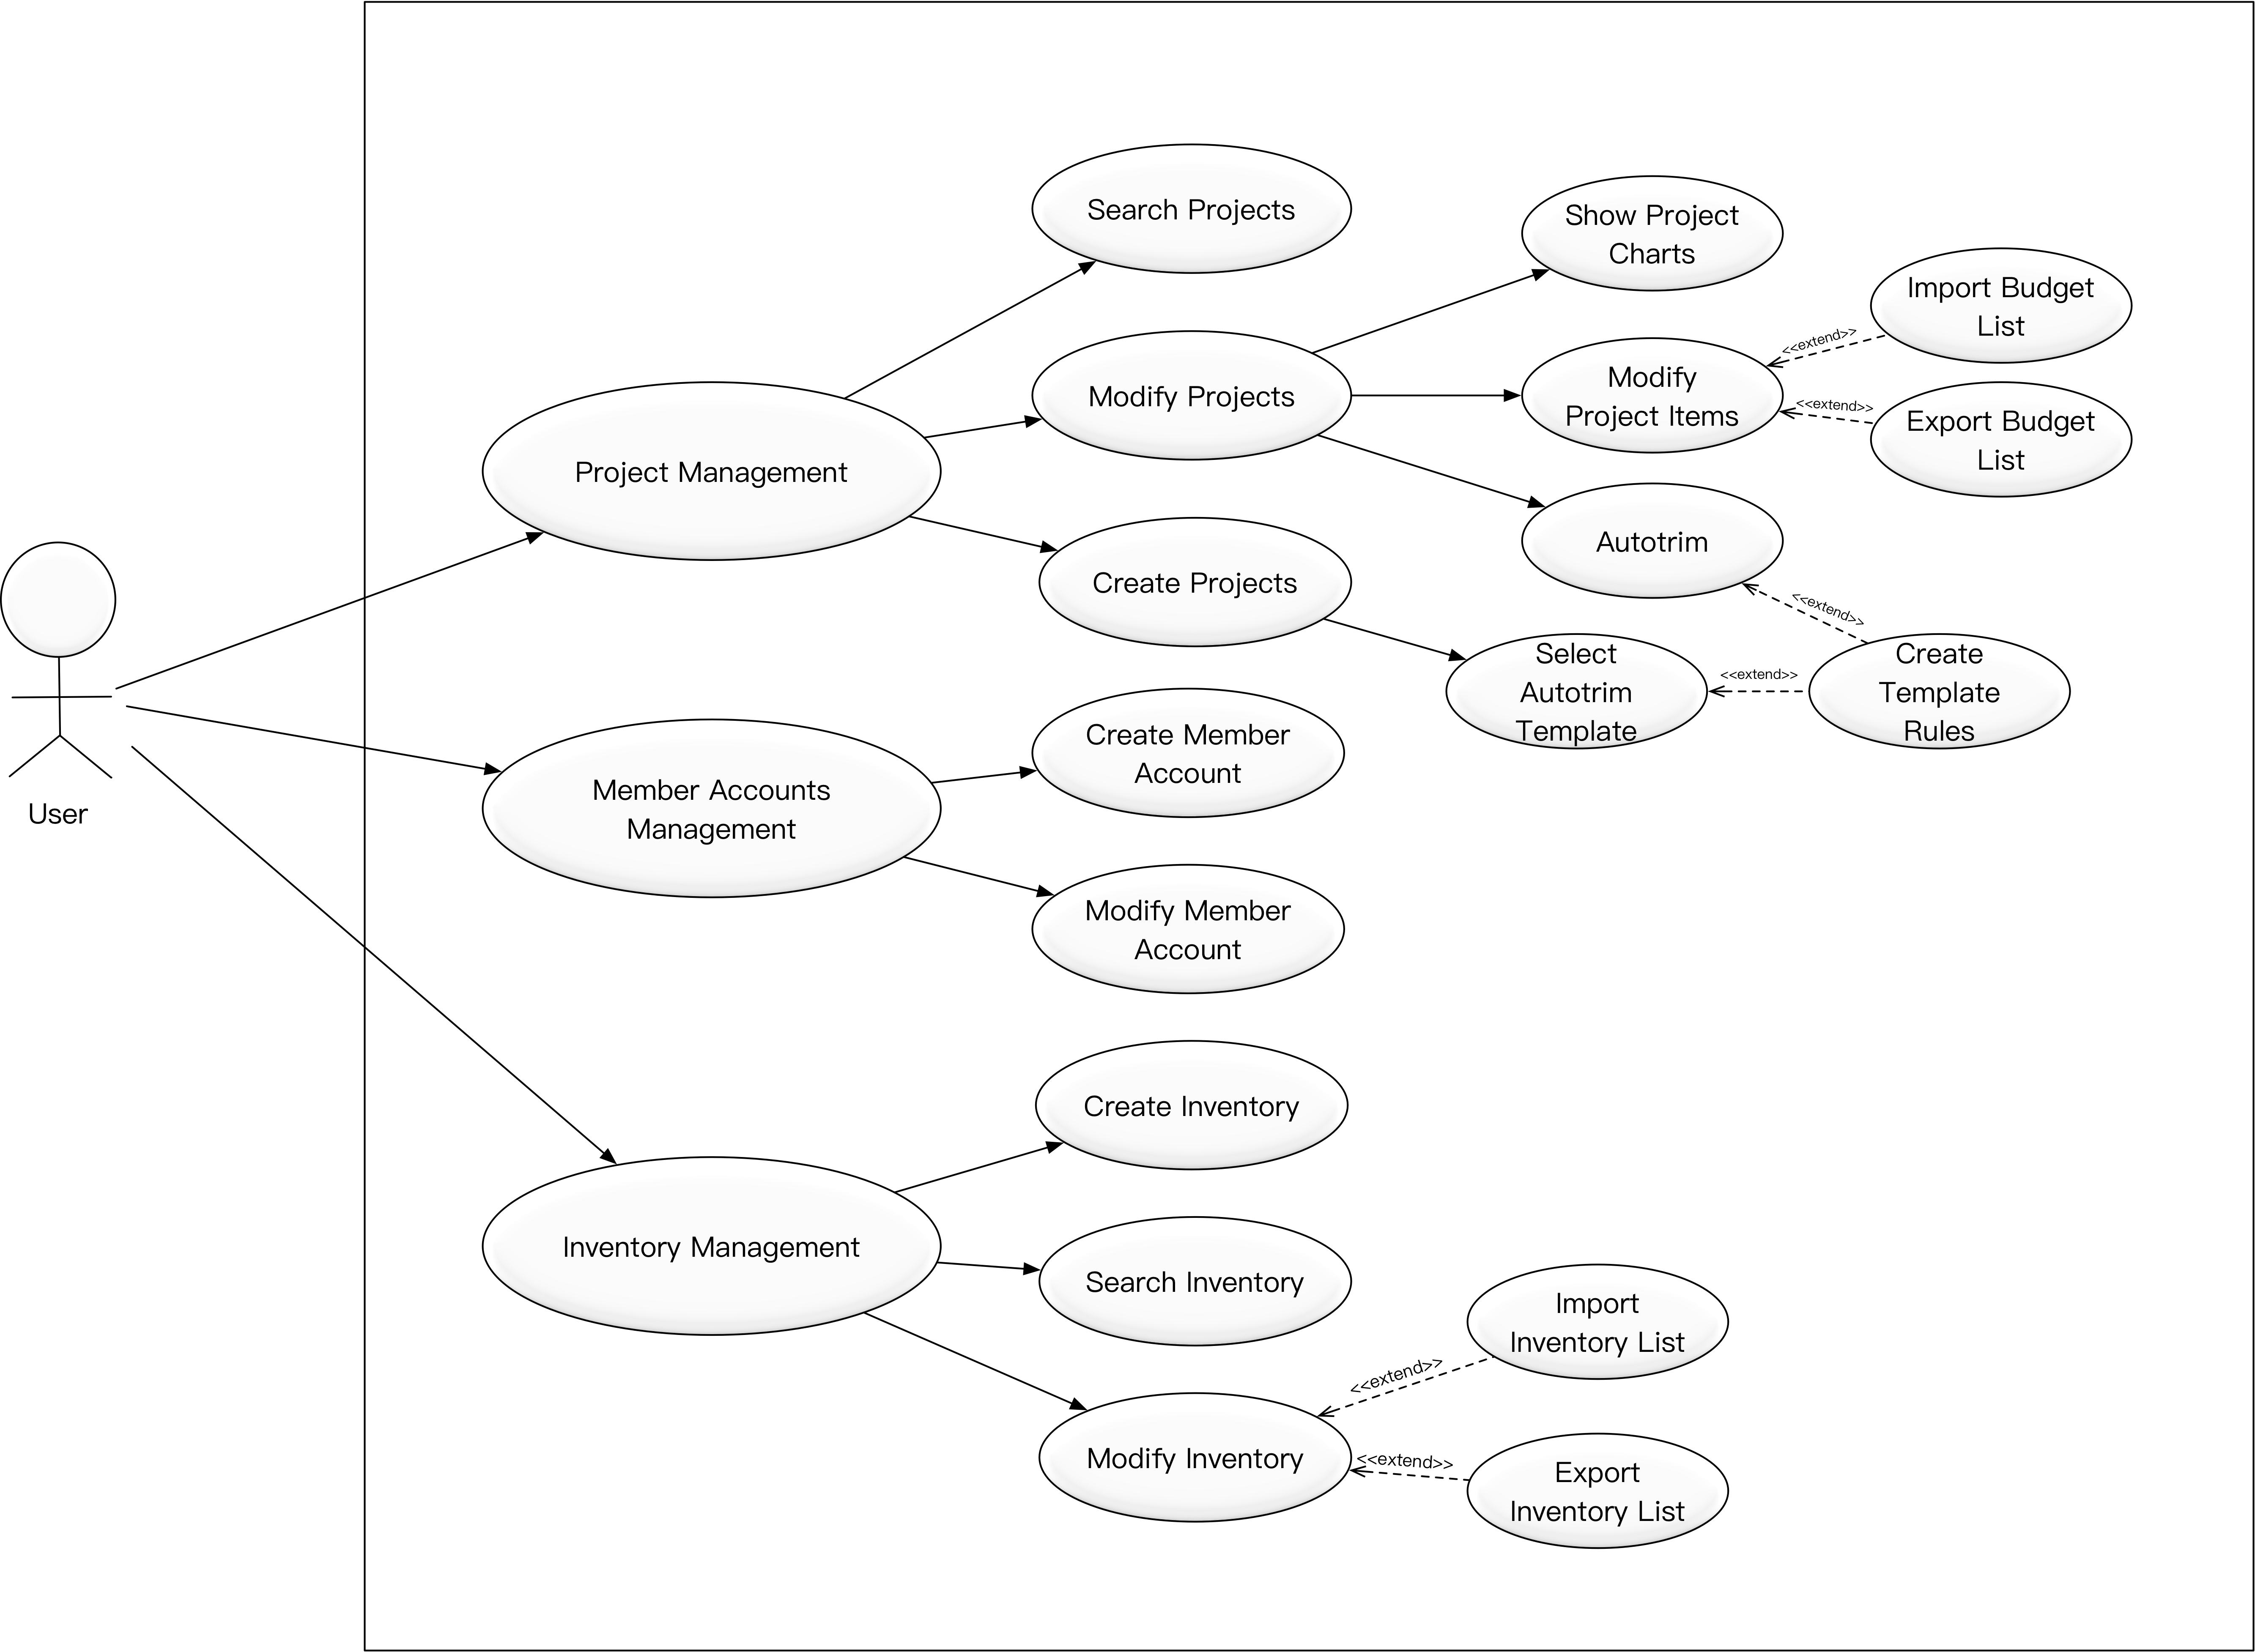 Search Projects
Show Project
Charts
Import Budget
List
<<extend>>
Modify Projects
Modify
Project Items
<<extend>>
Export Budget
List
Project Management
Autotrim
Create Projects
<<extend>>
Select
Autotrim
Template
<<extend>>
Create
Template
Rules
User
Create Member
Account
Member Accounts
Management
Modify Member
Account
Create Inventory
Inventory Management
Search Inventory
Import
Inventory List
<<extend>>
Modify Inventory
<<extend>>
Export
Inventory List